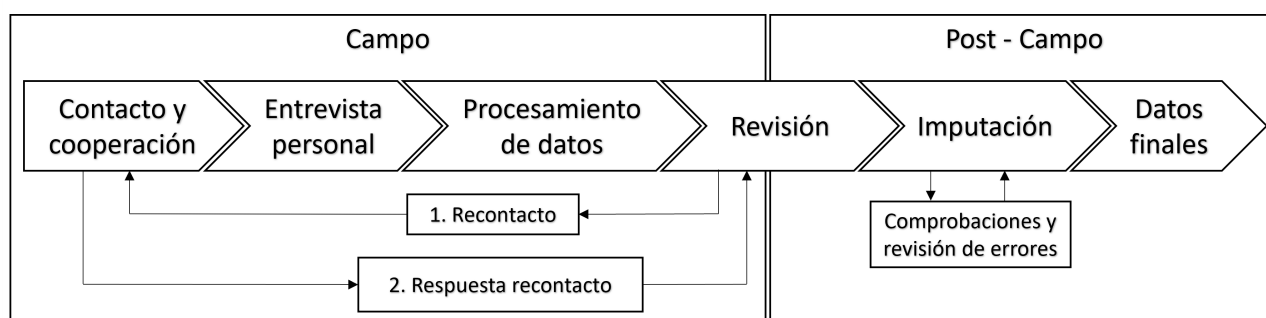 Campo
Post - Campo
Contacto y
cooperación
Entrevista
personal
Procesamiento
de datos
Revisión
Imputación
Datos
finales
1. Recontacto
Comprobaciones y
revisión de errores
2. Respuesta recontacto